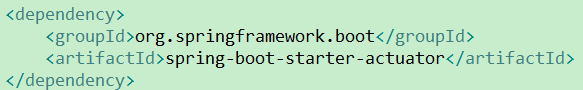 <dependency>
    <groupId>org.springframework.boot</groupId>
    <artifactId>spring-boot-starter-actuator</artifactId>
</dependency>